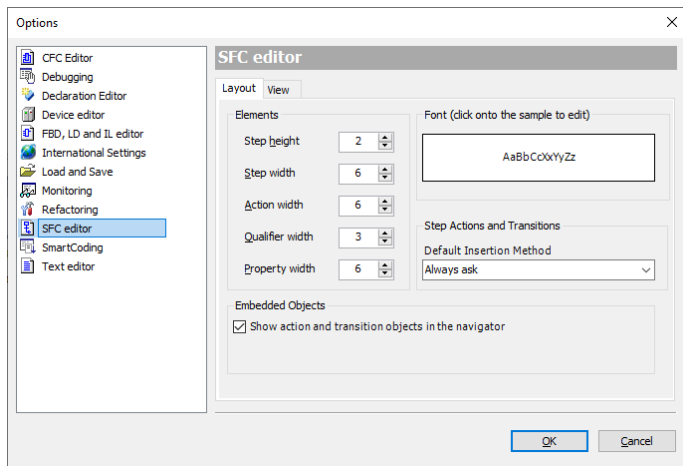 Options
CFC Editor
Debugging
Declaration Editor
Device editor
FBD, LD and IL editor
International Settings
Load and Save
Monitoring
Refactoring
SFC editor
SmartCoding
Text editor
SFC editor
Layout
View
Elements
Step height 2
Step width 6
Action width 6
Qualifier width 3
Property width 6
Font (click onto the sample to edit)
AaBbCcXxYyZz
Step Actions and Transitions
Default Insertion Method
Always ask
Embedded Objects
Show action and transition objects in the navigator
OK
Cancel